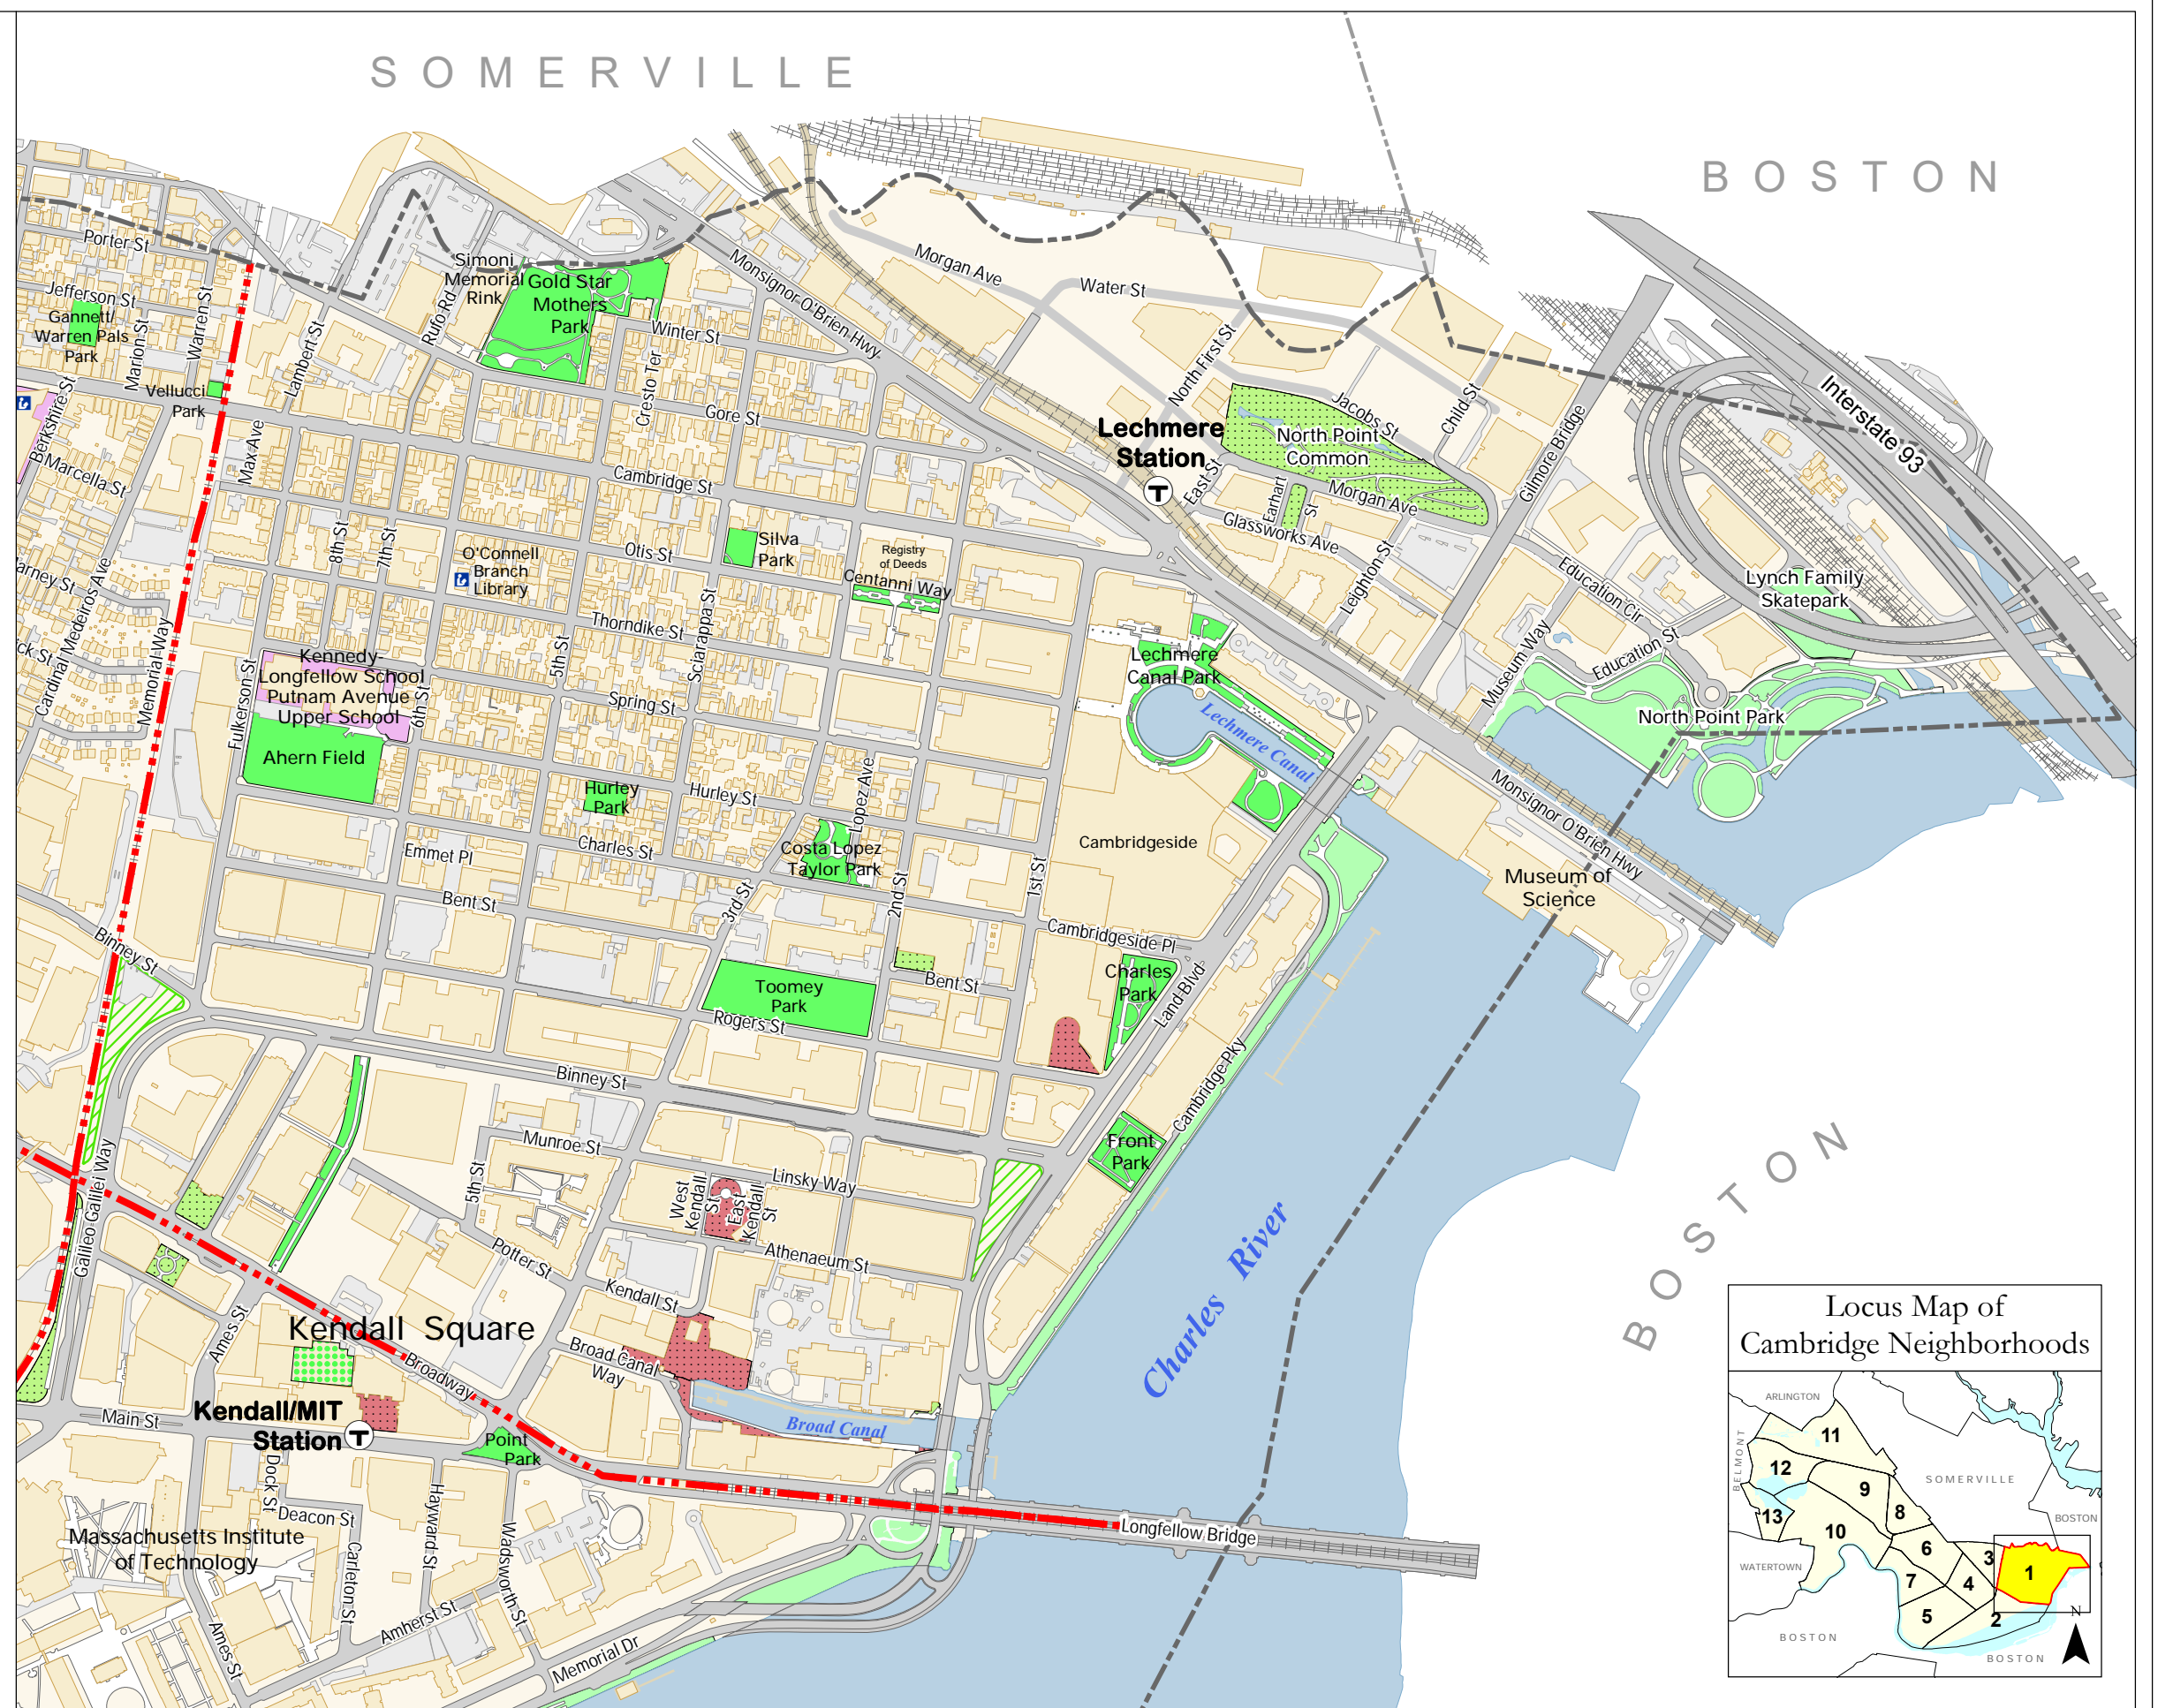 SOMERVILLE
BOSTON
Porter St
Jefferson St
Gannett/
Warren Pals
Park
Marion St
Warren St
Vellucci
Park
Berkshire St
Marcella St
Cardinal Medeiros Ave
Memorial Way
Lambert St
Rufo Rd
Max Ave
Simoni
Memorial
Rink
Gold Star
Mothers
Park
Winter St
Cresto Ter
Gore St
Cambridge St
Monsignor O'Brien Hwy
Morgan Ave
Water St
North First St
Jacobs St
Child St
Gilmore Bridge
Interstate 93
Lechmere
Station
T
North Point
Common
East St
Earhart
St
Morgan Ave
Glassworks Ave
Leighton St
Education Cir
Lynch Family
Skatepark
Education St
Museum Way
North Point Park
8th St
7th St
O'Connell
Branch
Library
Otis St
Silva
Park
Registry
of Deeds
Centanni Way
Thorndike St
Sciarappa St
5th St
Kennedy-
Longfellow School
Putnam Avenue
Upper School
Fulkerson St
6th St
Spring St
Ahern Field
Lechmere
Canal Park
Lechmere Canal
Hurley
Park
Hurley St
Lopez Ave
Costa Lopez
Taylor Park
Cambridgeside
Emmet Pl
Charles St
Bent St
3rd St
2nd St
1st St
Monsignor O'Brien Hwy
Museum of
Science
Cambridgeside Pl
Binney St
Toomey
Park
Bent St
Charles
Park
Land Blvd
Rogers St
Binney St
Cambridge Pky
Munroe St
5th St
West
Kendall
St
East
Kendall
St
Linsky Way
Front
Park
Galileo Galilei Way
Potter St
Athenaeum St
Kendall St
Charles River
BOSTON
Ames St
Kendall Square
Broadway
Broad Canal
Way
Kendall/MIT
Station
T
Main St
Point
Park
Broad Canal
Dock St
Deacon St
Hayward St
Wadsworth St
Carleton St
Massachusetts Institute
of Technology
Longfellow Bridge
Amherst St
Ames St
Memorial Dr
Locus Map of
Cambridge Neighborhoods
ARLINGTON
BELMONT
11
12
13
9
8
10
6
3
1
7
4
5
2
SOMERVILLE
BOSTON
WATERTOWN
BOSTON
BOSTON
N